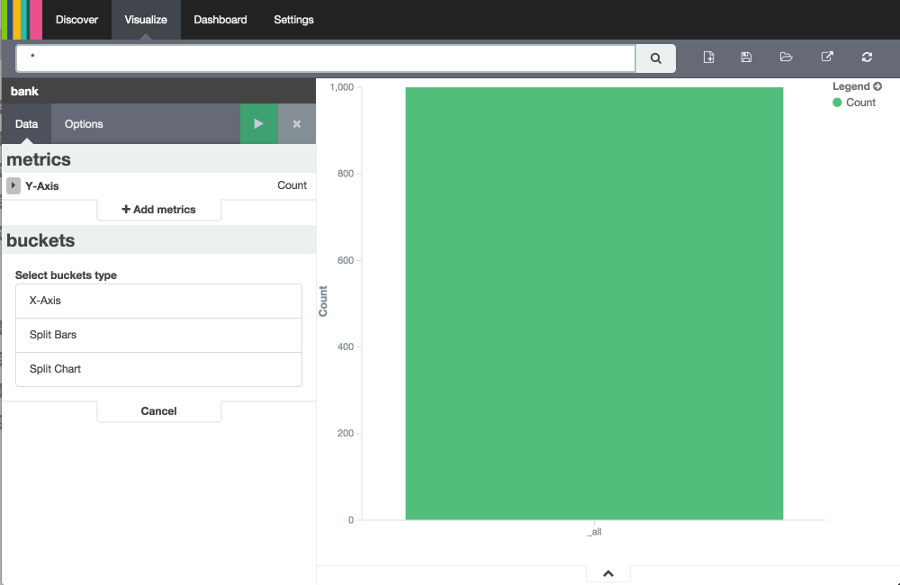 Discover Visualize Dashboard Settings
*
bank
Data Options
metrics
Y-Axis Count
+ Add metrics
buckets
Select buckets type
X-Axis
Split Bars
Split Chart
Cancel
Legend
Count
1,000
800
600
400
200
0
Count
_all